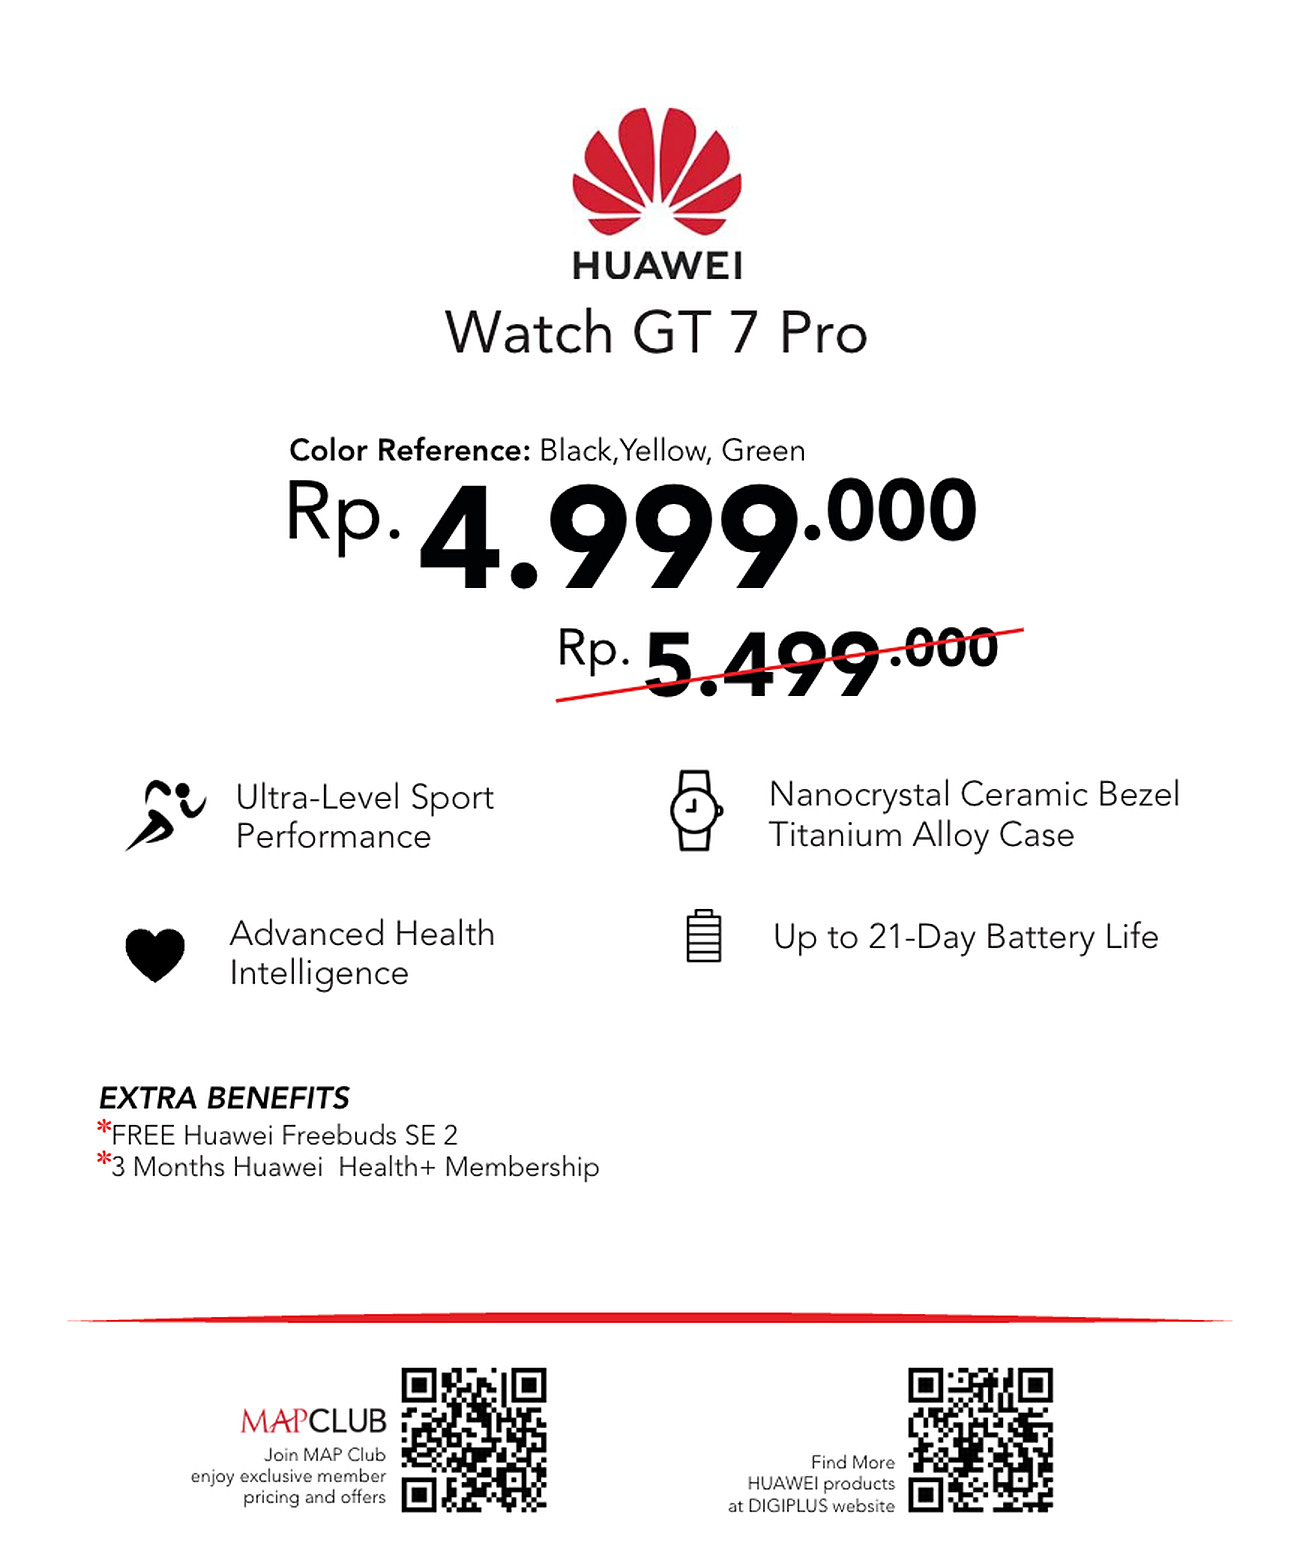 HUAWEI
Watch GT 7 Pro
Color Reference: Black,Yellow, Green
Rp. 4.999.000
Rp. 5.499.000
Ultra-Level Sport
Performance
Nanocrystal Ceramic Bezel
Titanium Alloy Case
Advanced Health
Intelligence
Up to 21-Day Battery Life
EXTRA BENEFITS
*FREE Huawei Freebuds SE 2
*3 Months Huawei  Health+ Membership
MAPCLUB
Join MAP Club
enjoy exclusive member
pricing and offers
Find More
HUAWEI products
at DIGIPLUS website